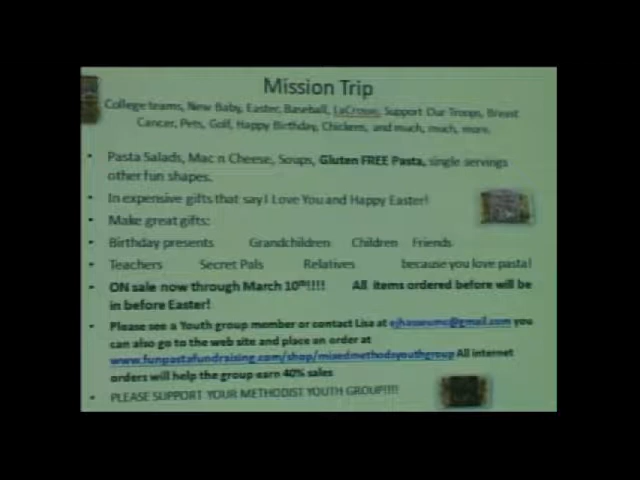 Mission Trip
College teams, New Baby, Easter, Baseball, LaCrosse, Support Our Troops, Breast
Cancer, Pets, Golf, Happy Birthday, Chickens, and much, much, more.
• Pasta Salads, Mac n Cheese, Soups, Gluten FREE Pasta, single servings
other fun shapes.
• In expensive gifts that say I Love You and Happy Easter!
• Make great gifts:
• Birthday presents Grandchildren Children Friends
• Teachers Secret Pals Relatives because you love pasta!
• ON sale now through March 10th!!!! All items ordered before will be
in before Easter!
• Please see a Youth group member or contact Lisa at you
can also go to the web site and place an order at
www.funpastafundraising.com/shop/mixedmethodsyouthgroup All internet
orders will help the group earn 40% sales
• PLEASE SUPPORT YOUR METHODIST YOUTH GROUP!!!!